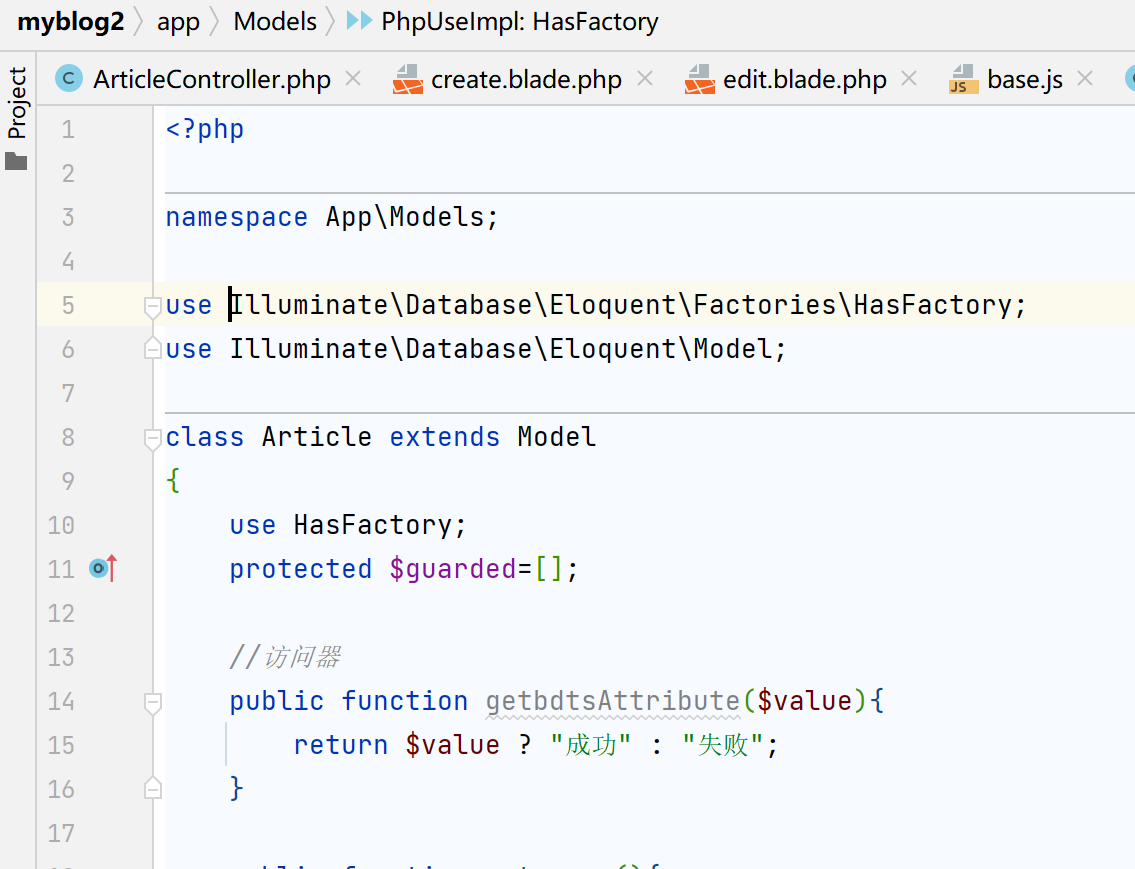 myblog2 app Models PhpUseImpl: HasFactory
Project
ArticleController.php create.blade.php edit.blade.php base.js
1 <?php
2
3 namespace App\Models;
4
5 use Illuminate\Database\Eloquent\Factories\HasFactory;
6 use Illuminate\Database\Eloquent\Model;
7
8 class Article extends Model
9 {
10 use HasFactory;
11 protected $guarded=[];
12
13 //访问器
14 public function getbdtsAttribute($value){
15 return $value ? "成功" : "失败";
16 }
17